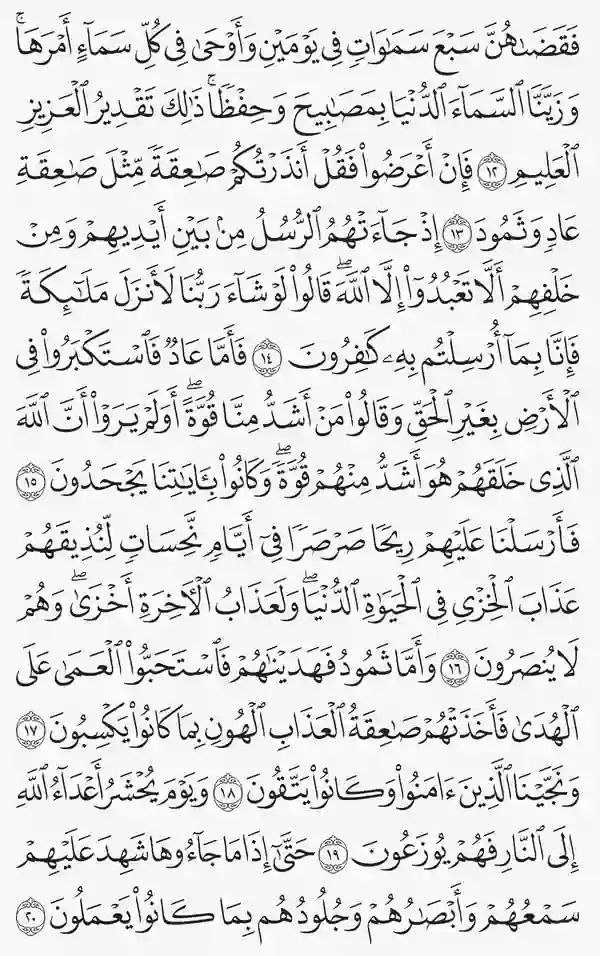 فَقَضَىٰهُنَّ سَبْعَ سَمَٰوَاتٖ فِي يَوْمَيۡنِ وَأَوۡحَىٰ فِي كُلِّ سَمَآءٍ أَمۡرَهَاۚ
وَزَيَّنَّا ٱلسَّمَآءَ ٱلدُّنۡيَا بِمَصَٰبِيحَ وَحِفۡظٗاۚ ذَٰلِكَ تَقۡدِيرُ ٱلۡعَزِيزِ
ٱلۡعَلِيمِ ١٢ فَإِنۡ أَعۡرَضُواْ فَقُلۡ أَنذَرۡتُكُمۡ صَٰعِقَةٗ مِّثۡلَ صَٰعِقَةِ
عَادٖ وَثَمُودَ ١٣ إِذۡ جَآءَتۡهُمُ ٱلرُّسُلُ مِنۢ بَيۡنِ أَيۡدِيهِمۡ وَمِنۡ
خَلۡفِهِمۡ أَلَّا تَعۡبُدُوٓاْ إِلَّا ٱللَّهَۖ قَالُواْ لَوۡ شَآءَ رَبُّنَا لَأَنزَلَ مَلَٰٓئِكَةٗ
فَإِنَّا بِمَآ أُرۡسِلۡتُم بِهِۦ كَٰفِرُونَ ١٤ فَأَمَّا عَادٞ فَٱسۡتَكۡبَرُواْ فِي
ٱلۡأَرۡضِ بِغَيۡرِ ٱلۡحَقِّ وَقَالُواْ مَنۡ أَشَدُّ مِنَّا قُوَّةًۖ أَوَلَمۡ يَرَوۡاْ أَنَّ ٱللَّهَ
ٱلَّذِي خَلَقَهُمۡ هُوَ أَشَدُّ مِنۡهُمۡ قُوَّةٗۖ وَكَانُواْ بِـَٔايَٰتِنَا يَجۡحَدُونَ ١٥
فَأَرۡسَلۡنَا عَلَيۡهِمۡ رِيحٗا صَرۡصَرٗا فِيٓ أَيَّامٖ نَّحِسَاتٖ لِّنُذِيقَهُمۡ
عَذَابَ ٱلۡخِزۡيِ فِي ٱلۡحَيَوٰةِ ٱلدُّنۡيَاۖ وَلَعَذَابُ ٱلۡأٓخِرَةِ أَخۡزَىٰۖ وَهُمۡ
لَا يُنصَرُونَ ١٦ وَأَمَّا ثَمُودُ فَهَدَيۡنَٰهُمۡ فَٱسۡتَحَبُّواْ ٱلۡعَمَىٰ عَلَى
ٱلۡهُدَىٰ فَأَخَذَتۡهُمۡ صَٰعِقَةُ ٱلۡعَذَابِ ٱلۡهُونِ بِمَا كَانُواْ يَكۡسِبُونَ ١٧
وَنَجَّيۡنَا ٱلَّذِينَ ءَامَنُواْ وَكَانُواْ يَتَّقُونَ ١٨ وَيَوۡمَ يُحۡشَرُ أَعۡدَآءُ ٱللَّهِ
إِلَى ٱلنَّارِ فَهُمۡ يُوزَعُونَ ١٩ حَتَّىٰٓ إِذَا مَا جَآءُوهَا شَهِدَ عَلَيۡهِمۡ
سَمۡعُهُمۡ وَأَبۡصَٰرُهُمۡ وَجُلُودُهُم بِمَا كَانُواْ يَعۡمَلُونَ ٢٠